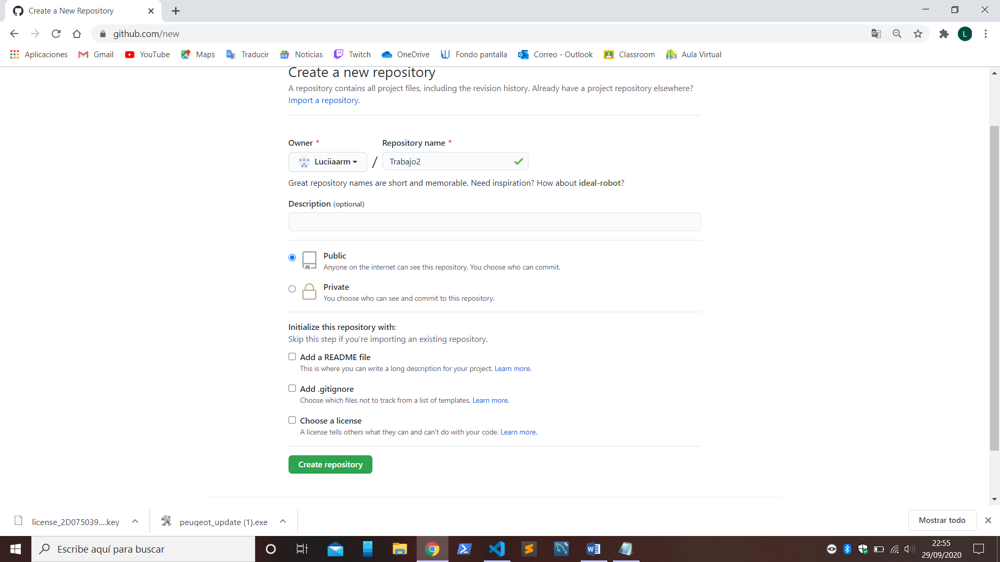 Create a New Repository
github.com/new
L
Aplicaciones Gmail YouTube Maps Traducir Noticias Twitch OneDrive Fondo pantalla Correo - Outlook Classroom Aula Virtual
Create a new repository
A repository contains all project files, including the revision history. Already have a project repository elsewhere?
Import a repository.
Owner * Repository name *
Luciiaarm / Trabajo2
Great repository names are short and memorable. Need inspiration? How about ideal-robot?
Description (optional)
Public
Anyone on the internet can see this repository. You choose who can commit.
Private
You choose who can see and commit to this repository.
Initialize this repository with:
Skip this step if you're importing an existing repository.
Add a README file
This is where you can write a long description for your project. Learn more.
Add .gitignore
Choose which files not to track from a list of templates. Learn more.
Choose a license
A license tells others what they can and can't do with your code. Learn more.
Create repository
license_2D075039....key peugeot_update (1).exe Mostrar todo
Escribe aquí para buscar
22:55
29/09/2020